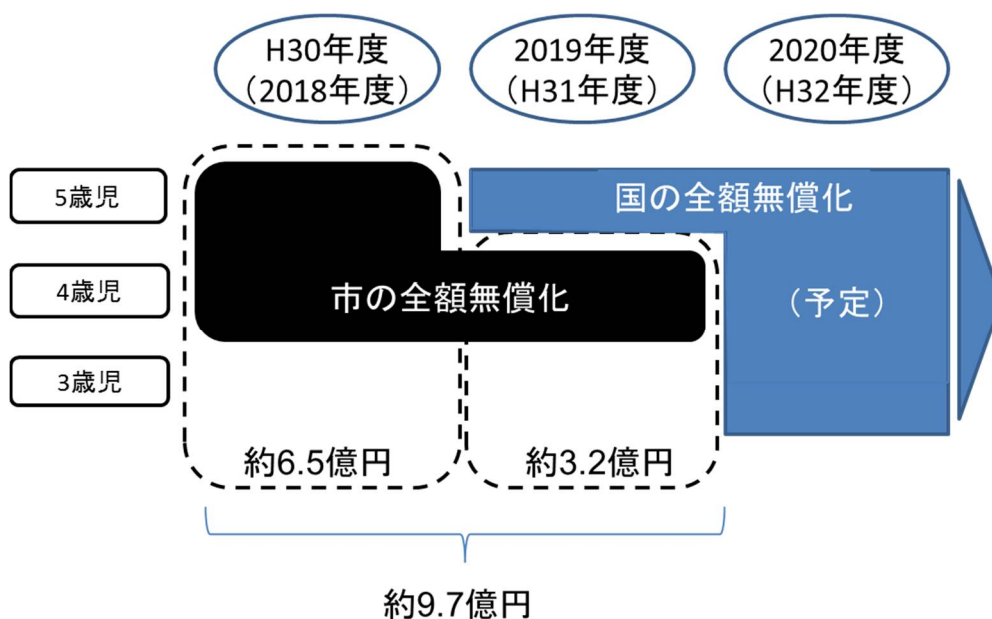 H30年度
（2018年度）
2019年度
（H31年度）
2020年度
（H32年度）
5歳児
国の全額無償化
4歳児
市の全額無償化
（予定）
3歳児
約6.5億円
約3.2億円
約9.7億円